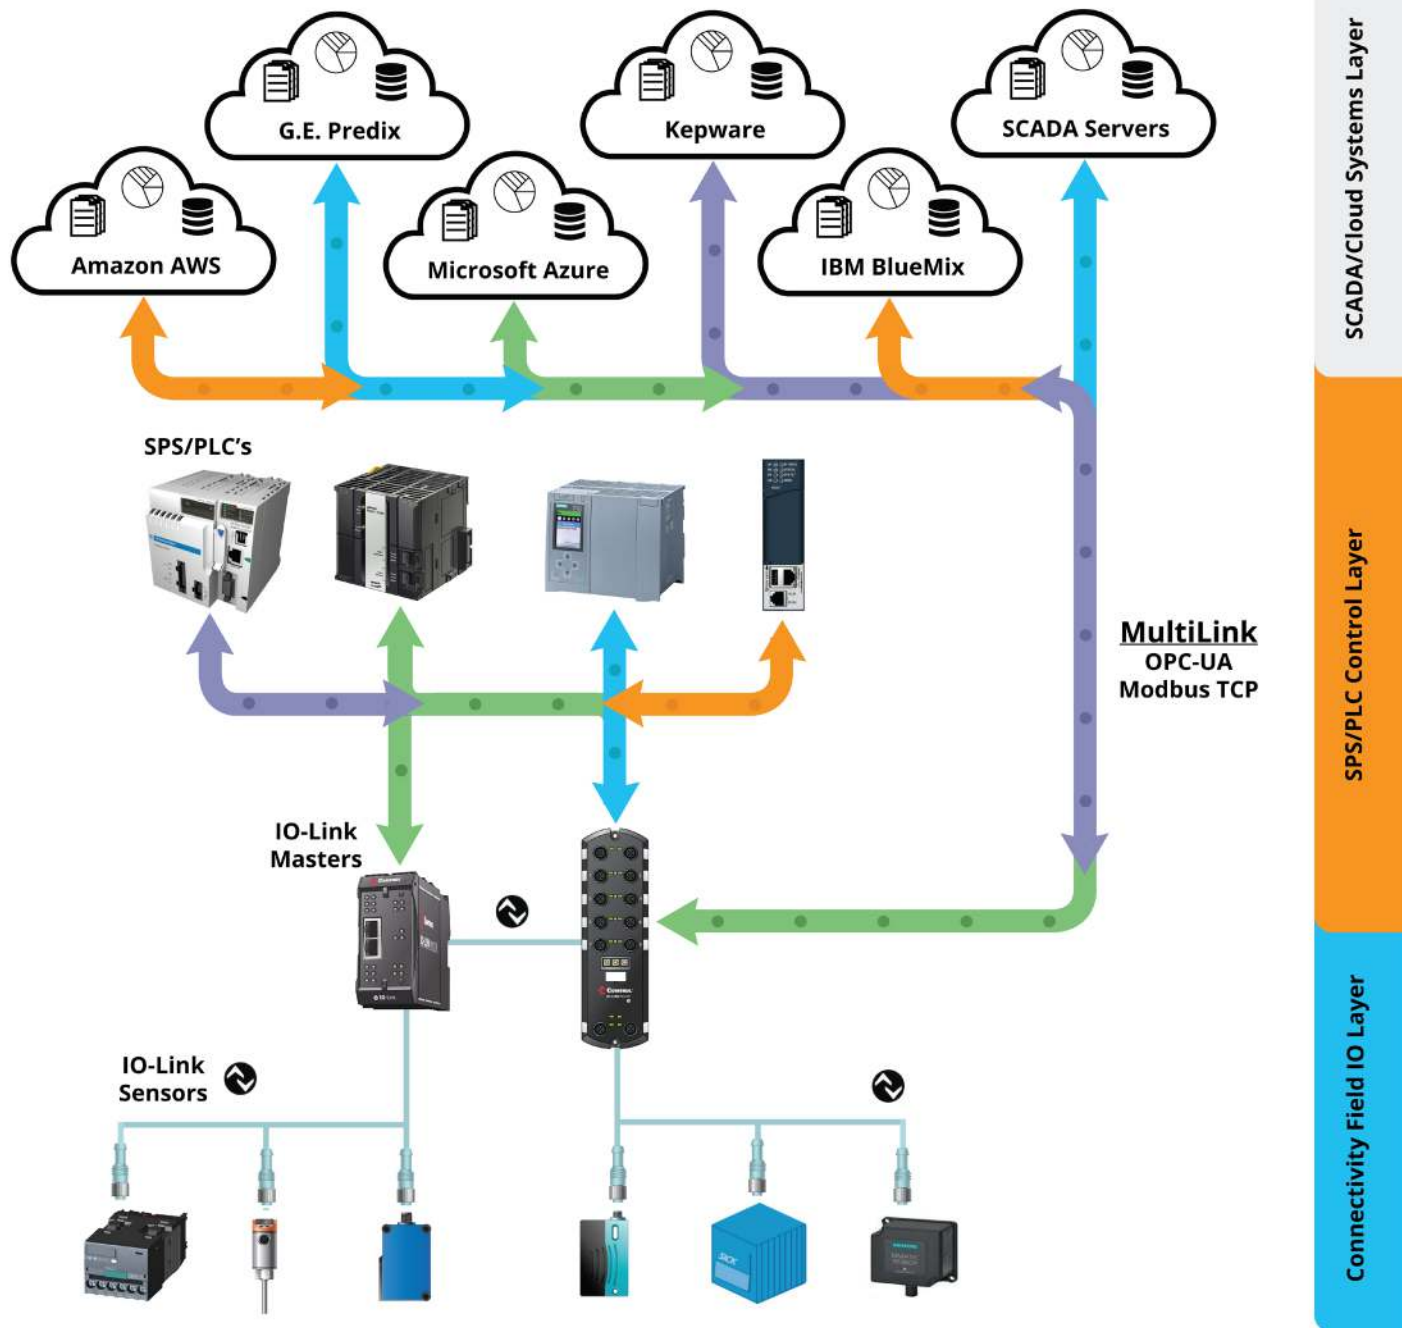 G.E. Predix
Kepware
SCADA Servers
Amazon AWS
Microsoft Azure
IBM BlueMix
SPS/PLC's
MultiLink
OPC-UA
Modbus TCP
IO-Link
Masters
IO-Link
Sensors
SICK
SCADA/Cloud Systems Layer
SPS/PLC Control Layer
Connectivity Field IO Layer